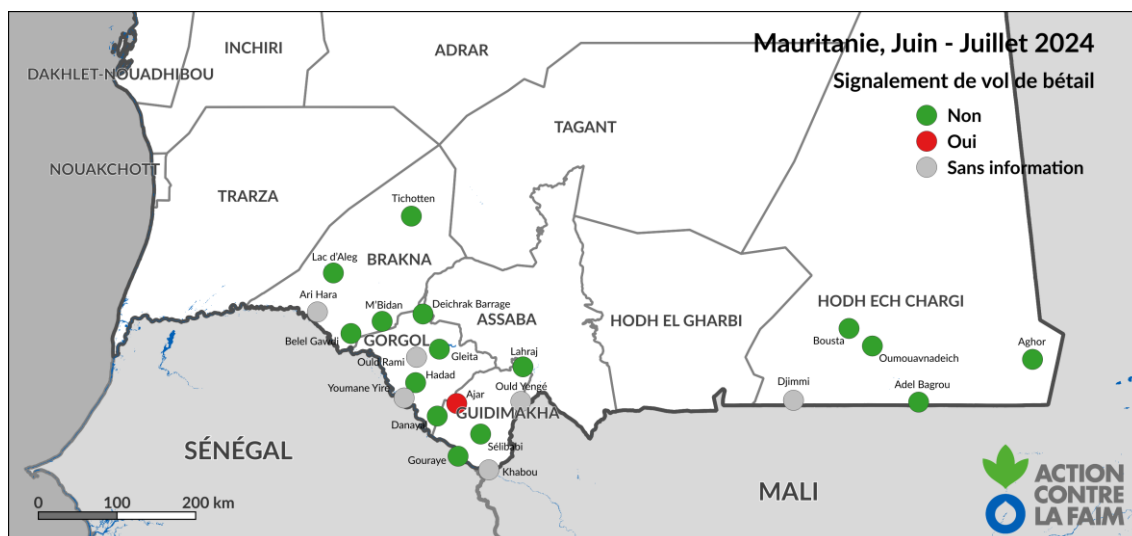 Mauritanie, Juin - Juillet 2024
Signalement de vol de bétail
Non
Oui
Sans information
INCHIRI
ADRAR
DAKHLET-NOUADHIBOU
TAGANT
NOUAKCHOTT
TRARZA
Tichotten
Lac d'Aleg
BRAKNA
Ari Hara
M'Bidan
Deichrak Barrage
HODH ECH CHARGI
ASSABA
HODH EL GHARBI
Belel Gawdi
GORGOL
Bousta
Oumouavnadeich
Aghor
Ould Rami
Gleita
Lahraj
Hadad
Youmane Yiré
Ajar
Ould Yengé
Djimmi
Adel Bagrou
GUIDIMAKHA
Danaya
Sélibabi
SÉNÉGAL
Gouraye
Khabou
MALI
0 100 200 km
ACTION
CONTRE
LA FAIM